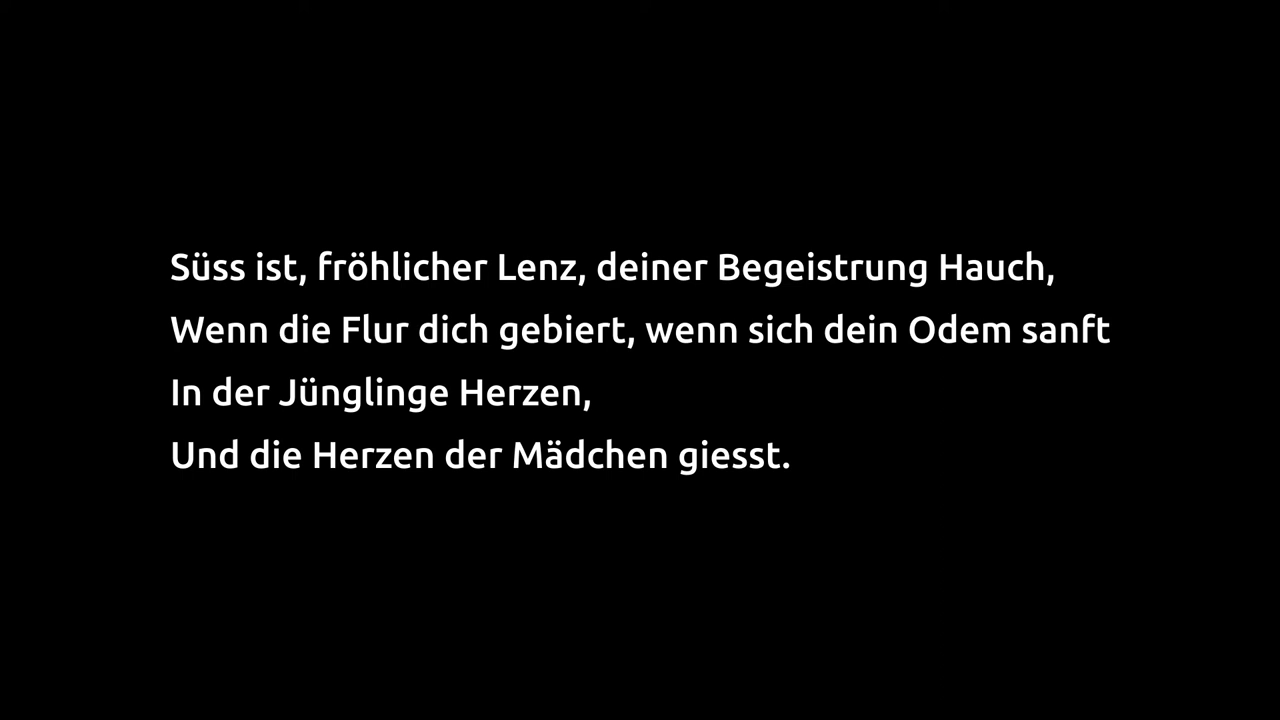 Süss ist, fröhlicher Lenz, deiner Begeistrung Hauch,
Wenn die Flur dich gebiert, wenn sich dein Odem sanft
In der Jünglinge Herzen,
Und die Herzen der Mädchen giesst.